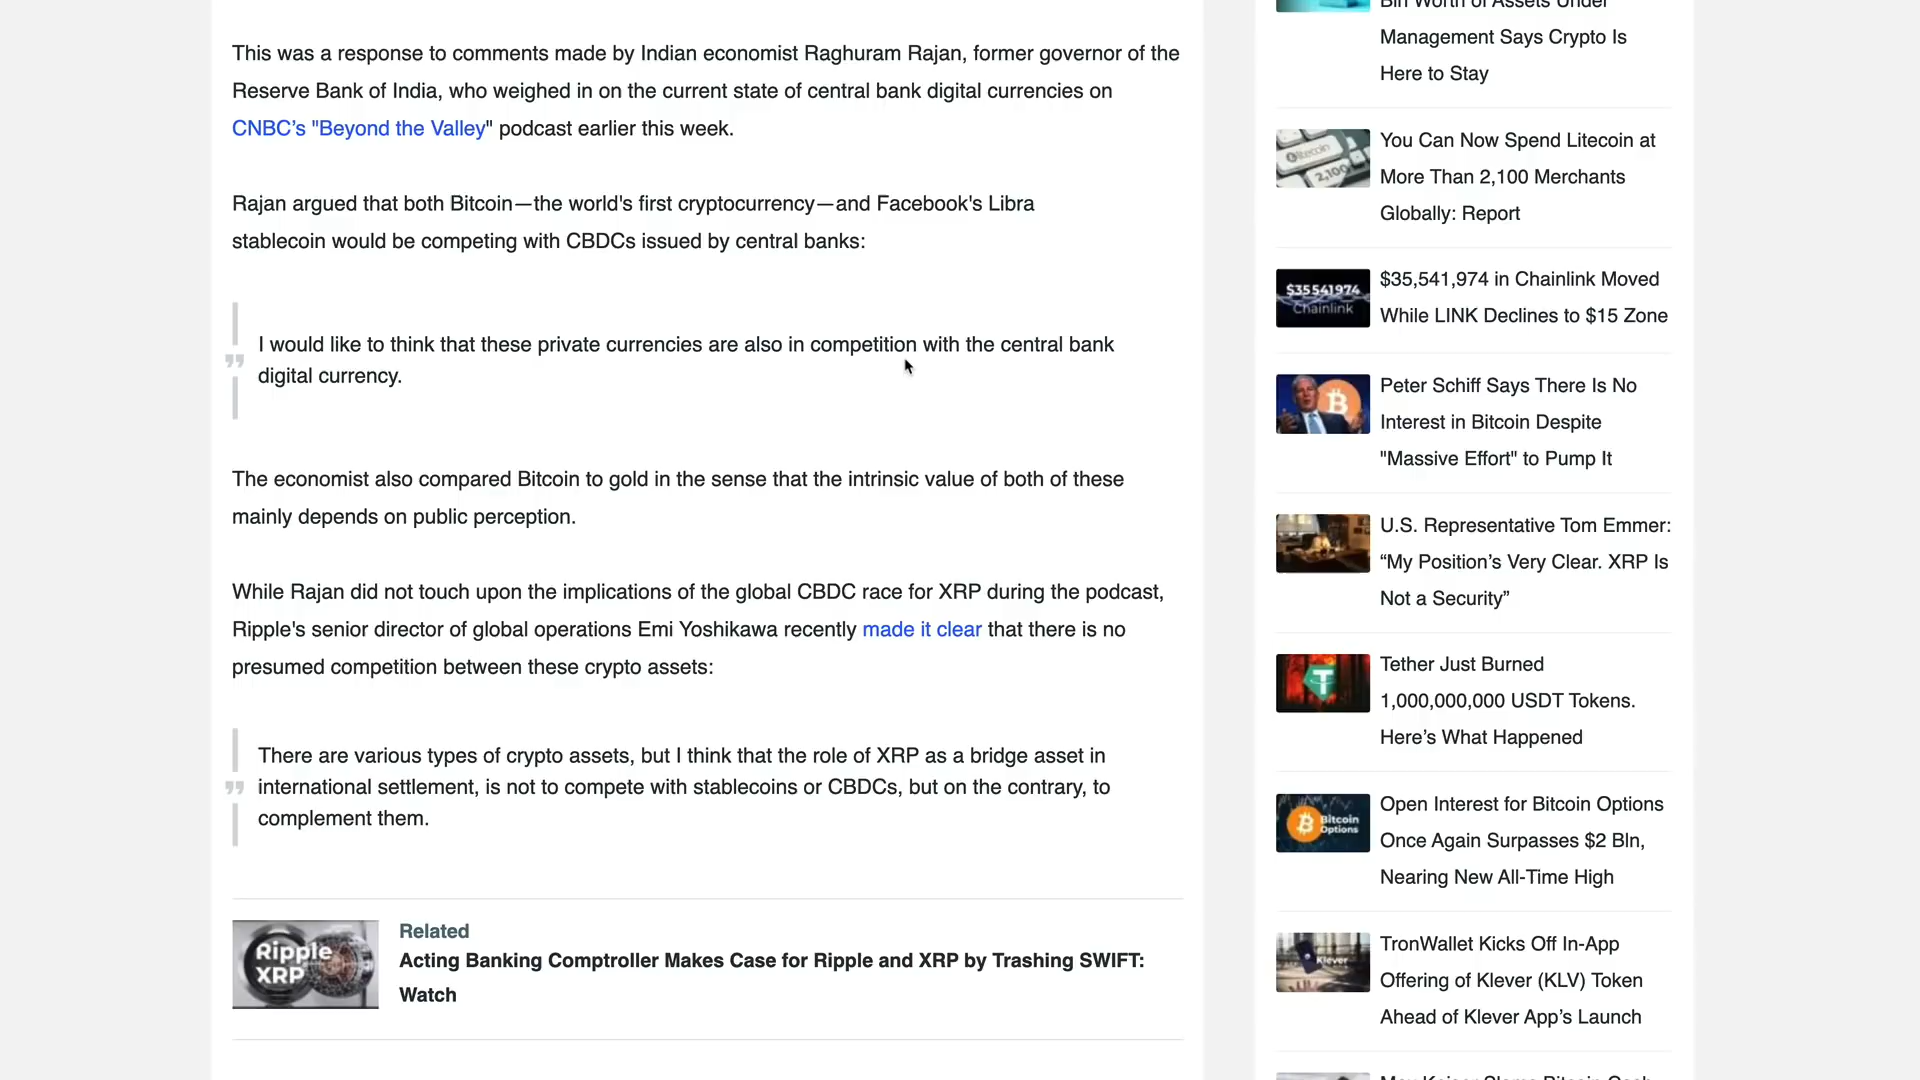 This was a response to comments made by Indian economist Raghuram Rajan, former governor of the
Reserve Bank of India, who weighed in on the current state of central bank digital currencies on
CNBC’s "Beyond the Valley" podcast earlier this week.
Rajan argued that both Bitcoin—the world's first cryptocurrency—and Facebook's Libra
stablecoin would be competing with CBDCs issued by central banks:
I would like to think that these private currencies are also in competition with the central bank
digital currency.
The economist also compared Bitcoin to gold in the sense that the intrinsic value of both of these
mainly depends on public perception.
While Rajan did not touch upon the implications of the global CBDC race for XRP during the podcast,
Ripple's senior director of global operations Emi Yoshikawa recently made it clear that there is no
presumed competition between these crypto assets:
There are various types of crypto assets, but I think that the role of XRP as a bridge asset in
international settlement, is not to compete with stablecoins or CBDCs, but on the contrary, to
complement them.
Ripple
XRP
Related
Acting Banking Comptroller Makes Case for Ripple and XRP by Trashing SWIFT:
Watch
Bln Worth of Assets Under
Management Says Crypto Is
Here to Stay
Bitcoin
2,100
You Can Now Spend Litecoin at
More Than 2,100 Merchants
Globally: Report
$35541974
Chainlink
$35,541,974 in Chainlink Moved
While LINK Declines to $15 Zone
Peter Schiff Says There Is No
Interest in Bitcoin Despite
"Massive Effort" to Pump It
U.S. Representative Tom Emmer:
“My Position’s Very Clear. XRP Is
Not a Security”
Tether Just Burned
1,000,000,000 USDT Tokens.
Here’s What Happened
Bitcoin
Options
Open Interest for Bitcoin Options
Once Again Surpasses $2 Bln,
Nearing New All-Time High
Klever
TronWallet Kicks Off In-App
Offering of Klever (KLV) Token
Ahead of Klever App’s Launch
Max Keiser Slams Bitcoin Cash